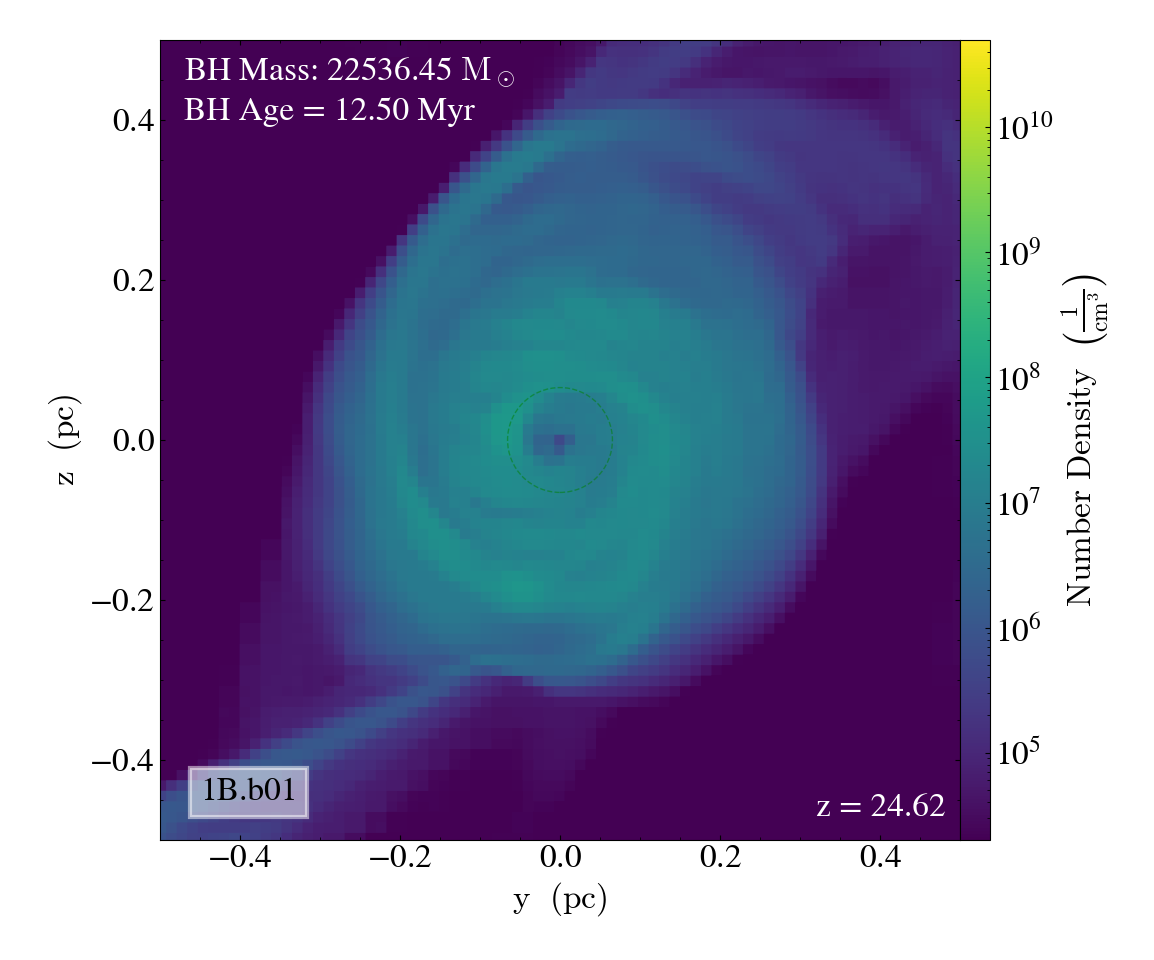 BH Mass: 22536.45 M⊙
BH Age = 12.50 Myr
1B.b01
z = 24.62
0.4
0.2
0.0
−0.2
−0.4
z (pc)
−0.4 −0.2 0.0 0.2 0.4
y (pc)
10¹⁰
10⁹
10⁸
10⁷
10⁶
10⁵
Number Density (1/cm³)